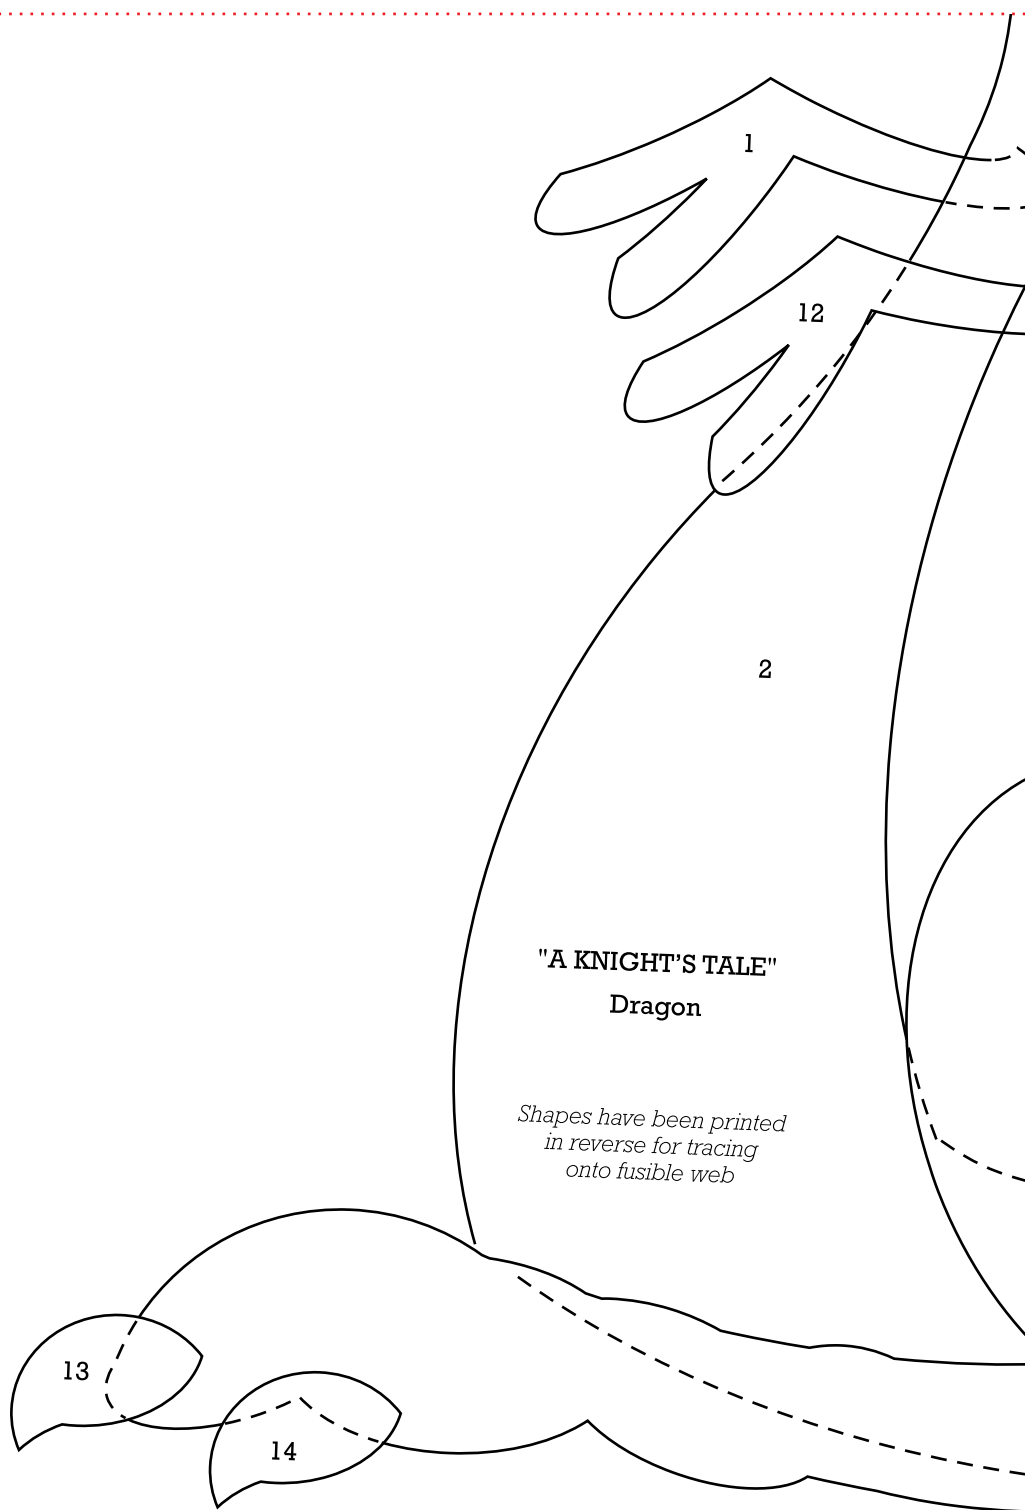 1
12
2
"A KNIGHT'S TALE"
Dragon
Shapes have been printed
in reverse for tracing
onto fusible web
13
14